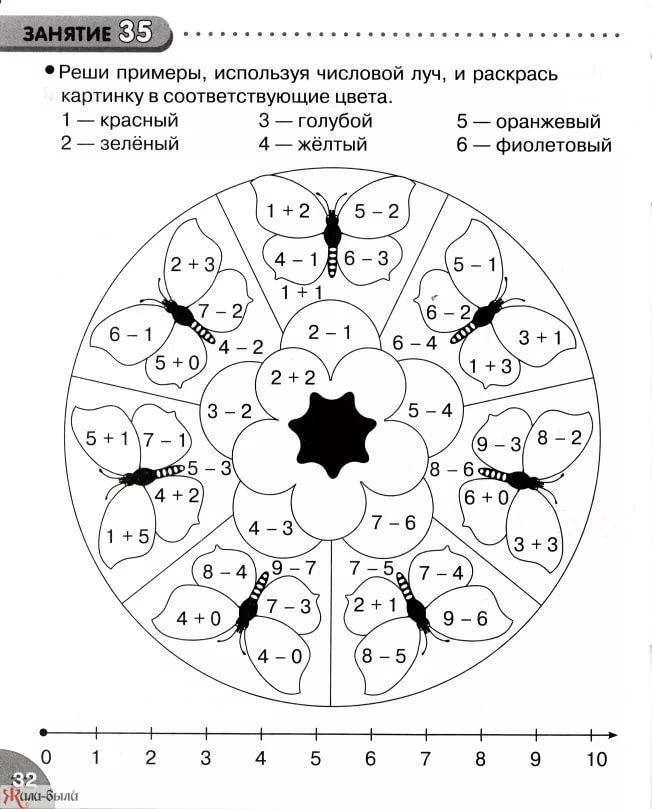 ЗАНЯТИЕ 35
• Реши примеры, используя числовой луч, и раскрась
картинку в соответствующие цвета.
1 — красный 3 — голубой 5 — оранжевый
2 — зелёный 4 — жёлтый 6 — фиолетовый
1 + 2 5 – 2
4 – 1 6 – 3
1 + 1
2 + 3
7 – 2
6 – 1
5 + 0
4 – 2
5 – 1
6 – 2
3 + 1
1 + 3
6 – 4
2 – 1
2 + 2
3 – 2
5 – 4
4 – 3
7 – 6
5 + 1 7 – 1
5 – 3
4 + 2
1 + 5
9 – 3 8 – 2
8 – 6
6 + 0
3 + 3
8 – 4 9 – 7
4 + 0 7 – 3
4 – 0
7 – 5 7 – 4
2 + 1 9 – 6
8 – 5
0 1 2 3 4 5 6 7 8 9 10
32
Жила-была